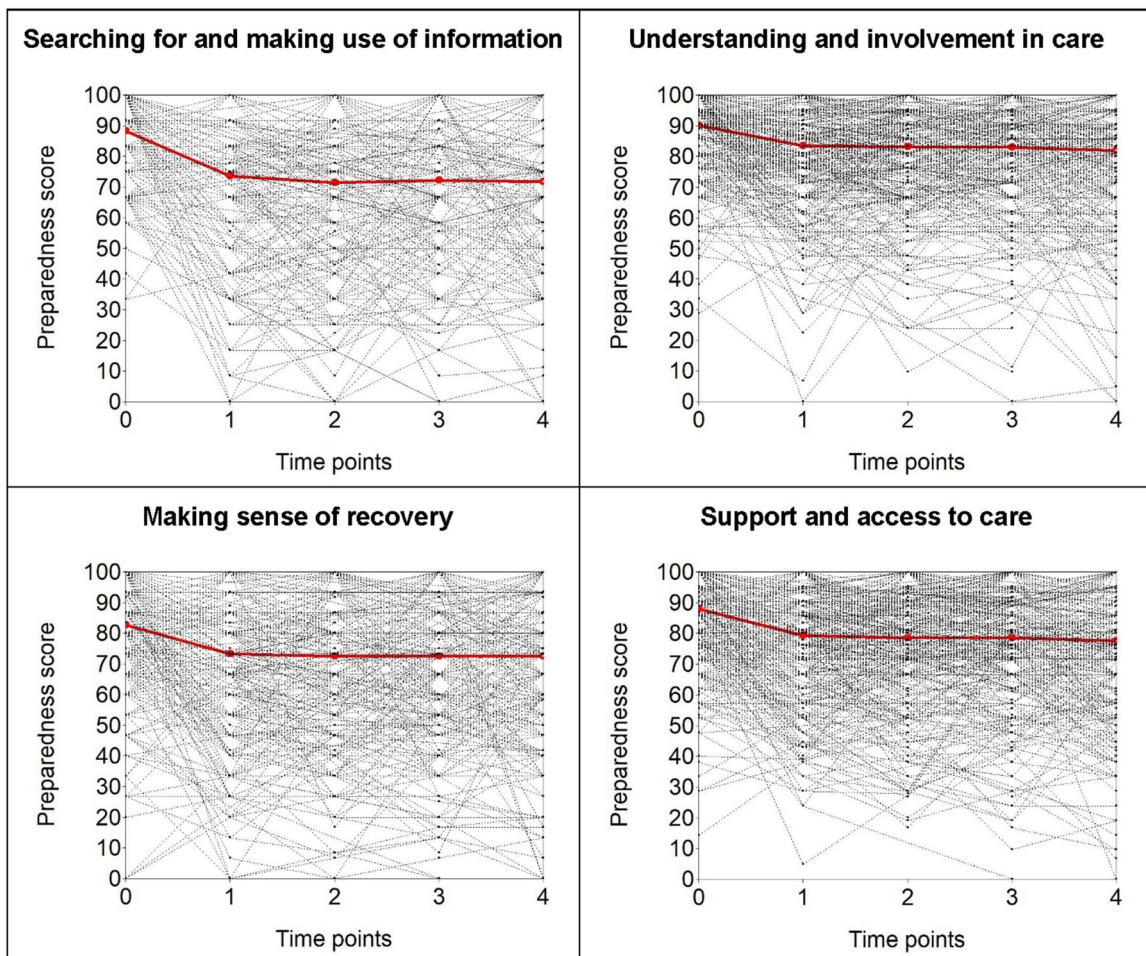 Searching for and making use of information
Preparedness score
100
90
80
70
60
50
40
30
20
10
0
0 1 2 3 4
Time points
Understanding and involvement in care
Preparedness score
100
90
80
70
60
50
40
30
20
10
0
0 1 2 3 4
Time points
Making sense of recovery
Preparedness score
100
90
80
70
60
50
40
30
20
10
0
0 1 2 3 4
Time points
Support and access to care
Preparedness score
100
90
80
70
60
50
40
30
20
10
0
0 1 2 3 4
Time points